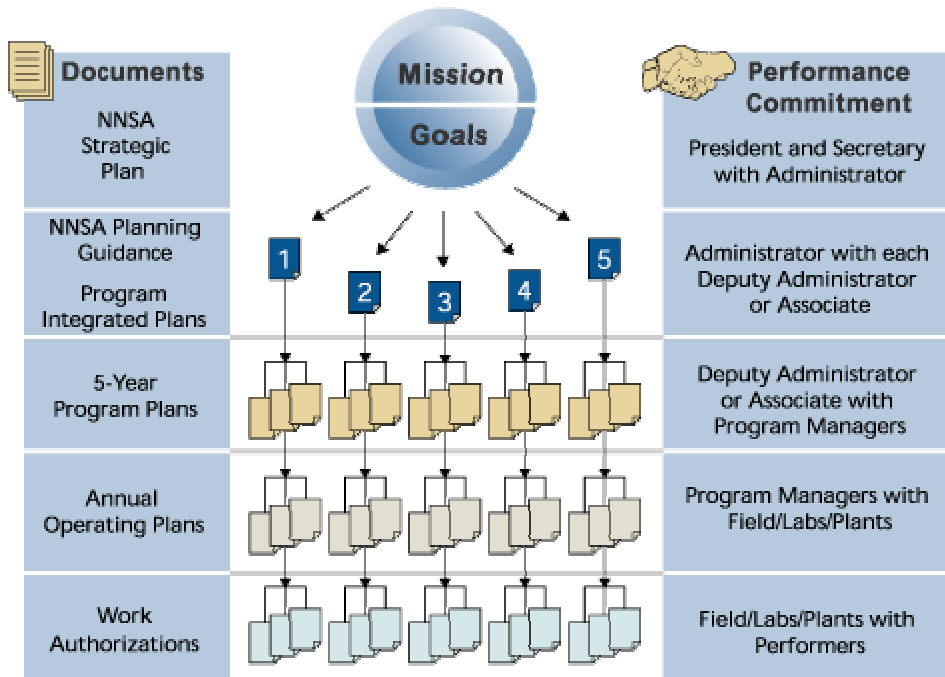 Documents
NNSA
Strategic
Plan
NNSA Planning
Guidance
Program
Integrated Plans
5-Year
Program Plans
Annual
Operating Plans
Work
Authorizations
Mission
Goals
1
2
3
4
5
Performance
Commitment
President and Secretary
with Administrator
Administrator with each
Deputy Administrator
or Associate
Deputy Administrator
or Associate with
Program Managers
Program Managers with
Field/Labs/Plants
Field/Labs/Plants with
Performers